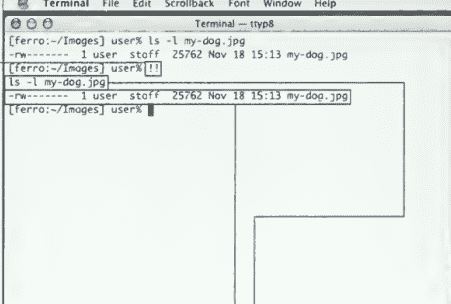 Terminal File Edit Scrollback Font Window Help
Terminal — ttyp8
[ferro:~/Images] user% ls -l my-dog.jpg
-rw------- 1 user staff 25762 Nov 18 15:13 my-dog.jpg
[ferro:~/Images] user% !!
ls -l my-dog.jpg
-rw------- 1 user staff 25762 Nov 18 15:13 my-dog.jpg
[ferro:~/Images] user%